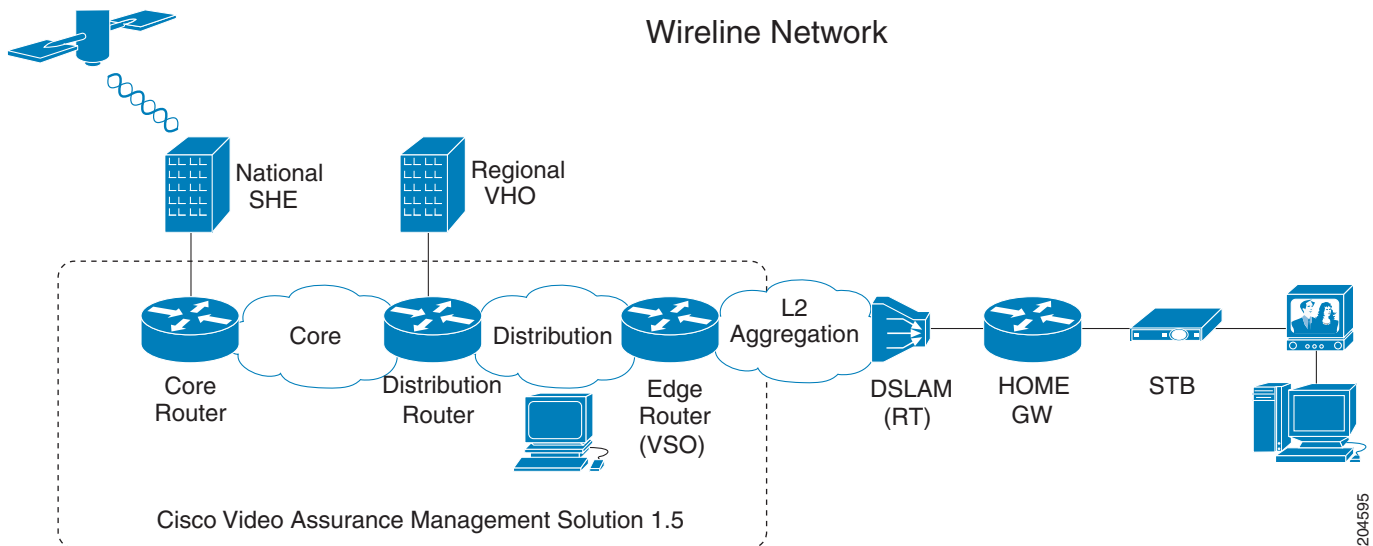 Wireline Network
National
SHE
Regional
VHO
Core
Distribution
L2
Aggregation
Core
Router
Distribution
Router
Edge
Router
(VSO)
DSLAM
(RT)
HOME
GW
STB
Cisco Video Assurance Management Solution 1.5
204595